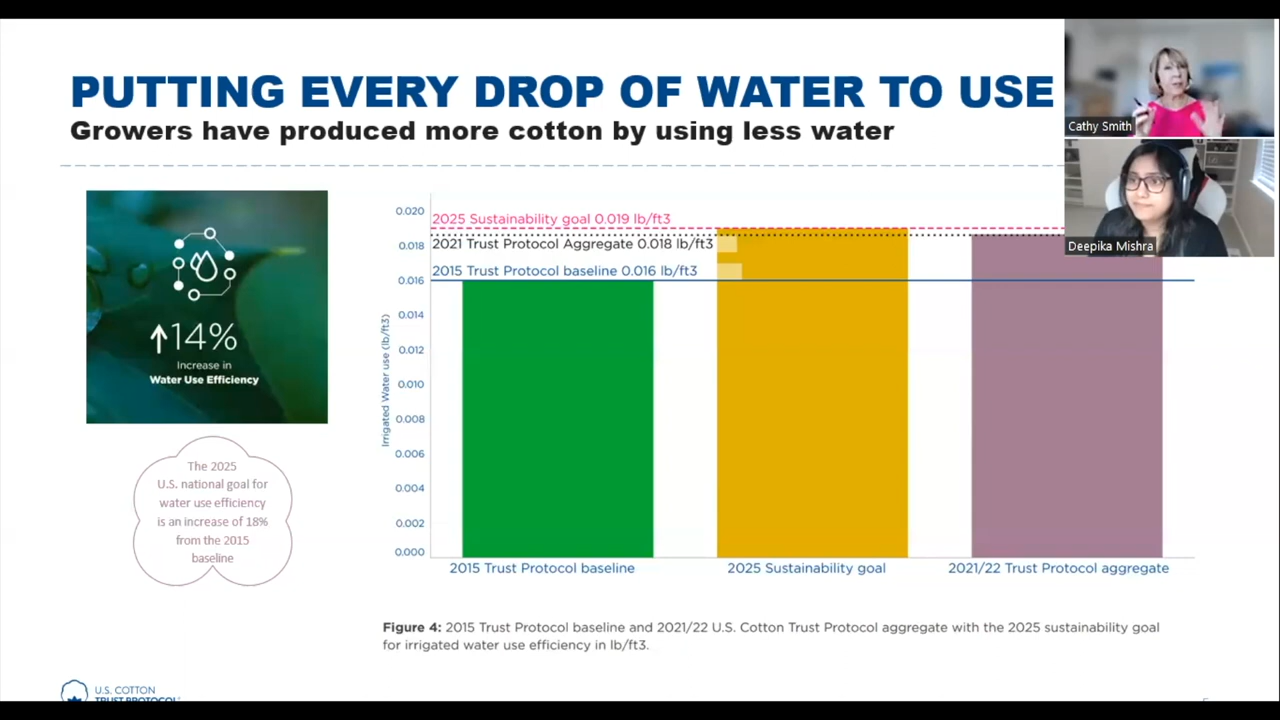 PUTTING EVERY DROP OF WATER TO USE
Growers have produced more cotton by using less water
Cathy Smith
Deepika Mishra
14%
Increase in
Water Use Efficiency
The 2025
U.S. national goal for
water use efficiency
is an increase of 18%
from the 2015
baseline
Irrigated Water use (lb/ft3)
0.020
0.018
0.016
0.014
0.012
0.010
0.008
0.006
0.004
0.002
0.000
2025 Sustainability goal 0.019 lb/ft3
2021 Trust Protocol Aggregate 0.018 lb/ft3
2015 Trust Protocol baseline 0.016 lb/ft3
2015 Trust Protocol baseline
2025 Sustainability goal
2021/22 Trust Protocol aggregate
Figure 4: 2015 Trust Protocol baseline and 2021/22 U.S. Cotton Trust Protocol aggregate with the 2025 sustainability goal
for irrigated water use efficiency in lb/ft3.
U.S. COTTON
TRUST PROTOCOL